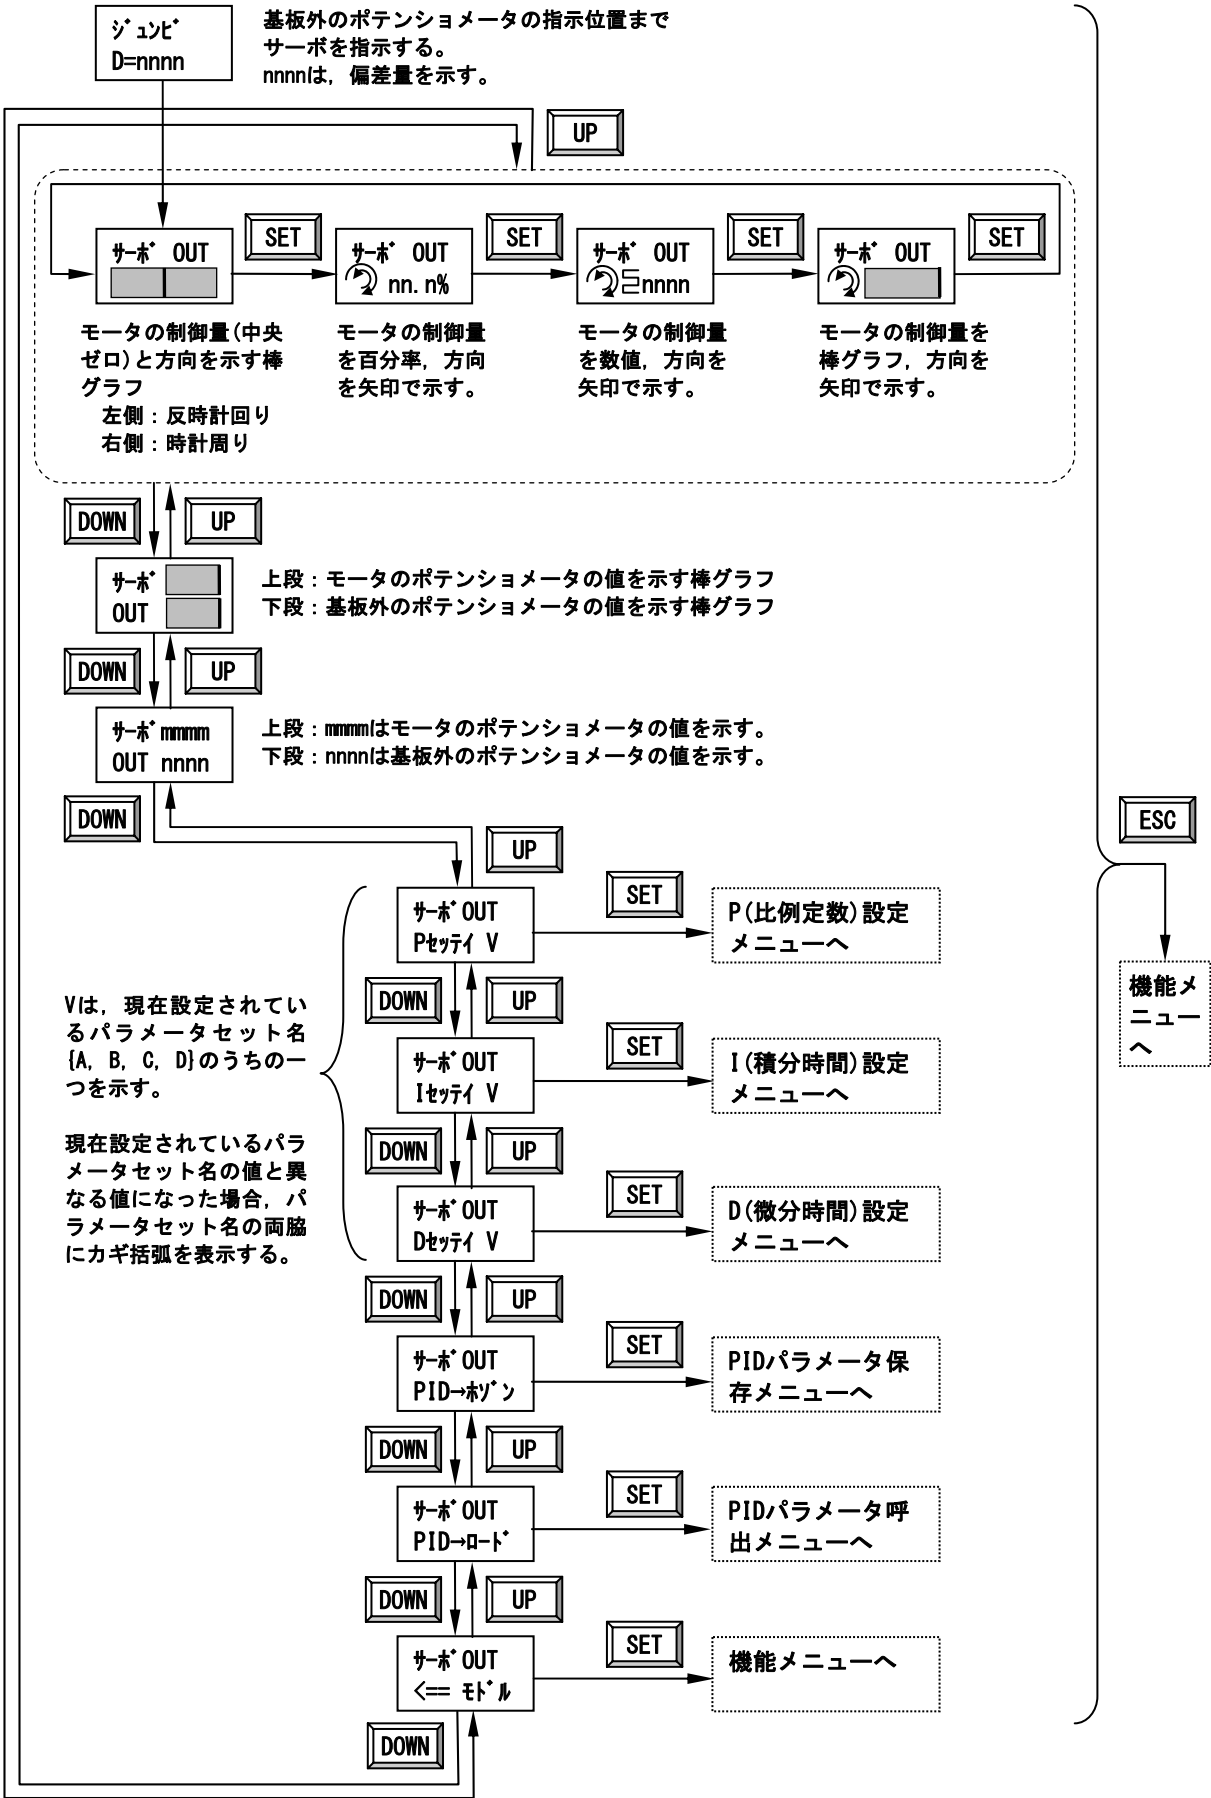 ジュンビ
D=nnnn
基板外のポテンショメータの指示位置まで
サーボを指示する。
nnnnは，偏差量を示す。
UP
サーボ OUT
SET
サーボ OUT
nn.n%
SET
サーボ OUT
nnnn
SET
サーボ OUT
SET
モータの制御量(中央
ゼロ)と方向を示す棒
グラフ
左側：反時計回り
右側：時計周り
モータの制御量
を百分率，方向
を矢印で示す。
モータの制御量
を数値，方向を
矢印で示す。
モータの制御量を
棒グラフ，方向を
矢印で示す。
DOWN
UP
サーボ
OUT
上段：モータのポテンショメータの値を示す棒グラフ
下段：基板外のポテンショメータの値を示す棒グラフ
DOWN
UP
サーボ mmmm
OUT nnnn
上段：mmmmはモータのポテンショメータの値を示す。
下段：nnnnは基板外のポテンショメータの値を示す。
DOWN
UP
サーボ OUT
Pセッテイ V
SET
P(比例定数)設定
メニューへ
DOWN
UP
サーボ OUT
Iセッテイ V
SET
I(積分時間)設定
メニューへ
Vは，現在設定されてい
るパラメータセット名
{A, B, C, D}のうちの一
つを示す。
現在設定されているパラ
メータセット名の値と異
なる値になった場合，パ
ラメータセット名の両脇
にカギ括弧を表示する。
DOWN
UP
サーボ OUT
Dセッテイ V
SET
D(微分時間)設定
メニューへ
DOWN
UP
サーボ OUT
PID→ホゾン
SET
PIDパラメータ保
存メニューへ
DOWN
UP
サーボ OUT
PID→ロード
SET
PIDパラメータ呼
出メニューへ
DOWN
UP
サーボ OUT
<== モドル
SET
機能メニューへ
DOWN
ESC
機能メ
ニュー
へ